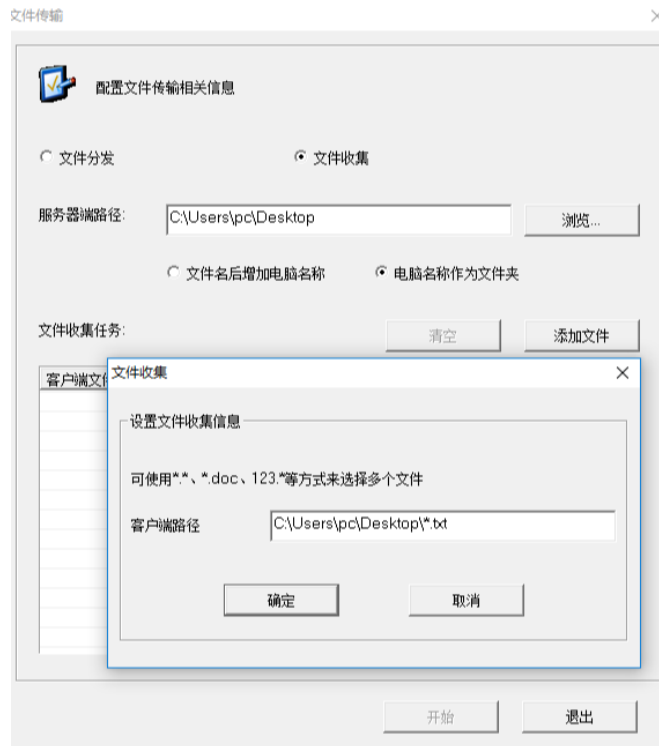 文件传输
配置文件传输相关信息
文件分发 文件收集
服务器端路径: C:\Users\pc\Desktop 浏览...
文件名后增加电脑名称 电脑名称作为文件夹
文件收集任务: 清空 添加文件
客户端文件
文件收集
设置文件收集信息
可使用*.*、*.doc、123.*等方式来选择多个文件
客户端路径 C:\Users\pc\Desktop\*.txt
确定 取消
开始 退出